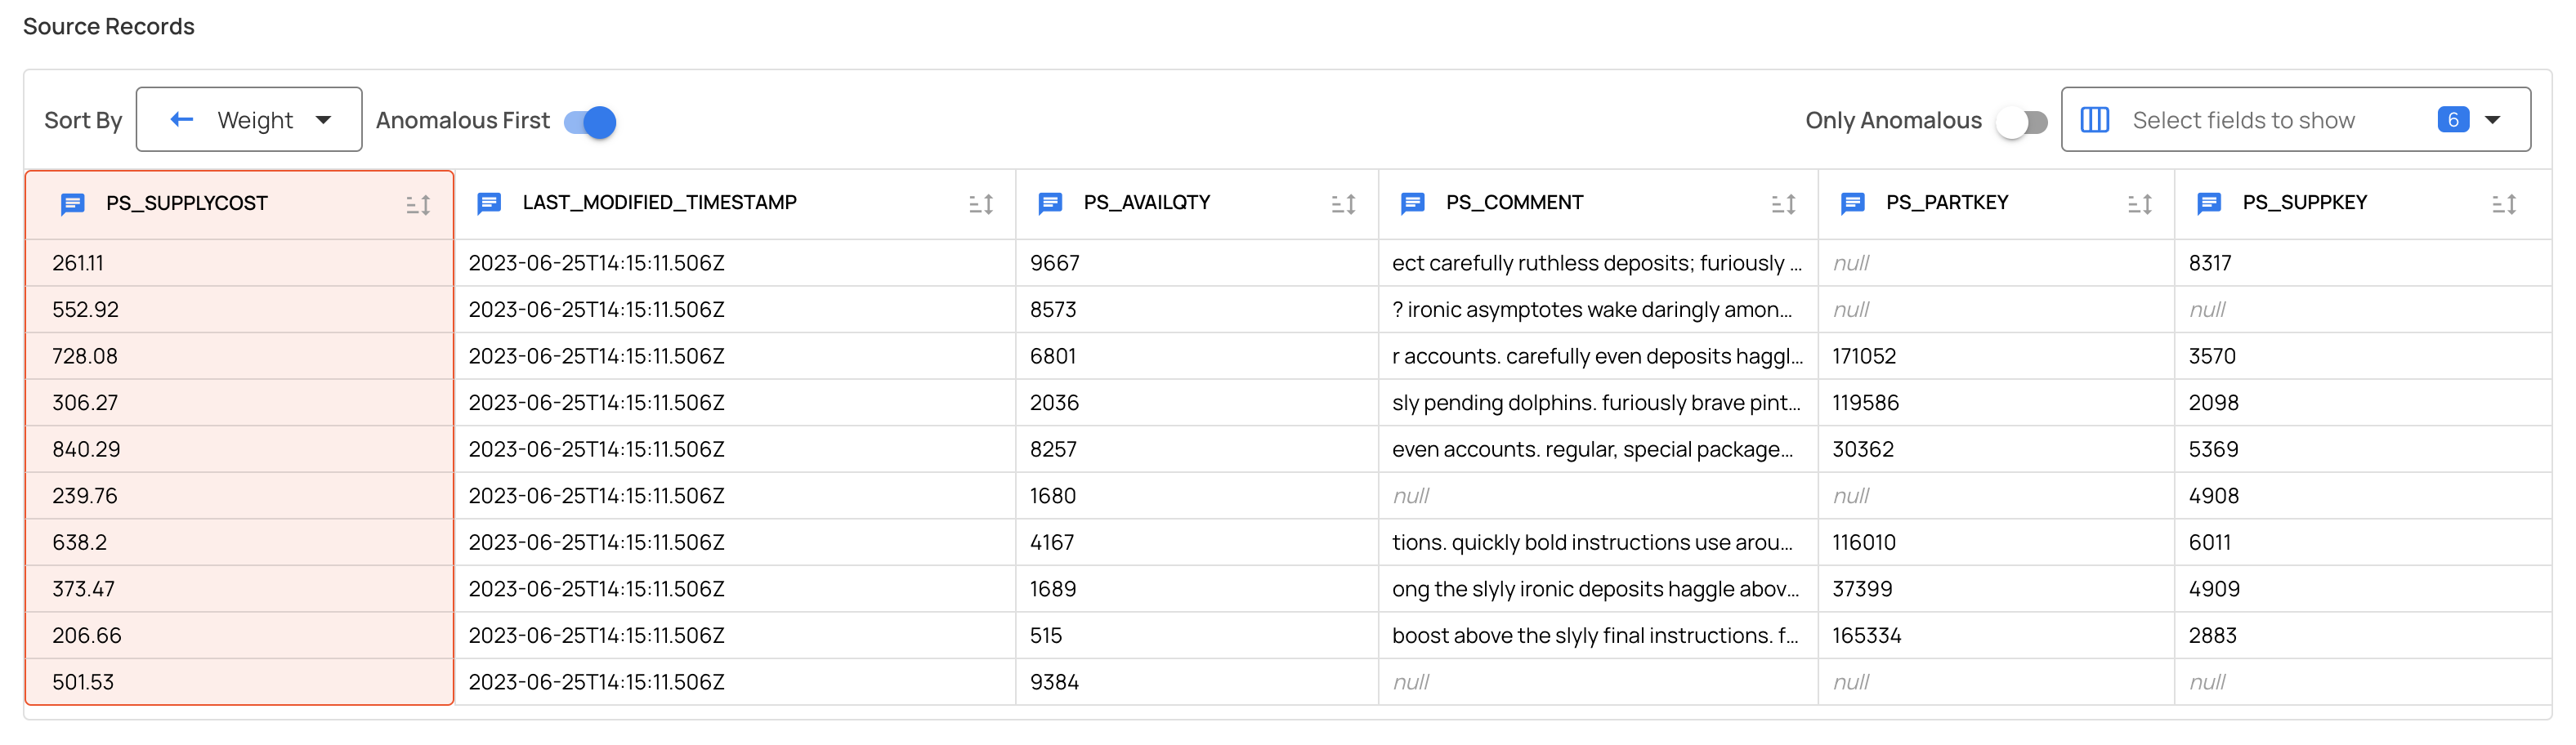 Source Records
Sort By Weight Anomalous First Only Anomalous Select fields to show 6
PS_SUPPLYCOST LAST_MODIFIED_TIMESTAMP PS_AVAILQTY PS_COMMENT PS_PARTKEY PS_SUPPKEY
261.11 2023-06-25T14:15:11.506Z 9667 ect carefully ruthless deposits; furiously ... null 8317
552.92 2023-06-25T14:15:11.506Z 8573 ? ironic asymptotes wake daringly amon... null null
728.08 2023-06-25T14:15:11.506Z 6801 r accounts. carefully even deposits haggl... 171052 3570
306.27 2023-06-25T14:15:11.506Z 2036 sly pending dolphins. furiously brave pint... 119586 2098
840.29 2023-06-25T14:15:11.506Z 8257 even accounts. regular, special package... 30362 5369
239.76 2023-06-25T14:15:11.506Z 1680 null null 4908
638.2 2023-06-25T14:15:11.506Z 4167 tions. quickly bold instructions use arou... 116010 6011
373.47 2023-06-25T14:15:11.506Z 1689 ong the slyly ironic deposits haggle abov... 37399 4909
206.66 2023-06-25T14:15:11.506Z 515 boost above the slyly final instructions. f... 165334 2883
501.53 2023-06-25T14:15:11.506Z 9384 null null null